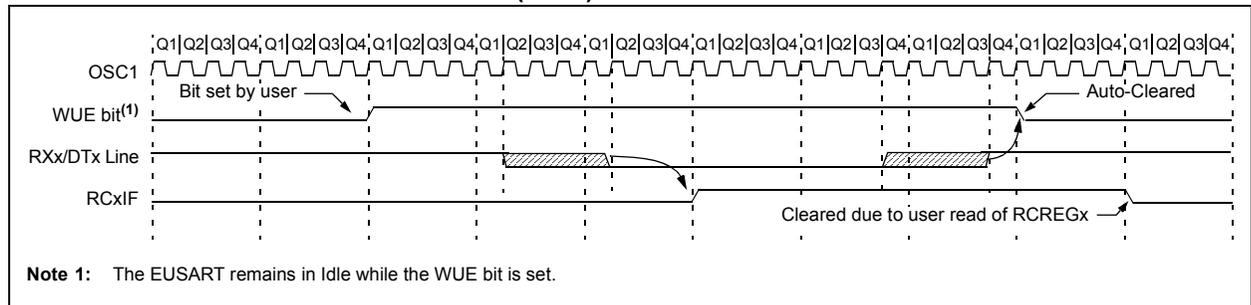 Q1|Q2|Q3|Q4|Q1|Q2|Q3|Q4|Q1|Q2|Q3|Q4|Q1|Q2|Q3|Q4|Q1|Q2|Q3|Q4|Q1|Q2|Q3|Q4|Q1|Q2|Q3|Q4|Q1|Q2|Q3|Q4|Q1|Q2|Q3|Q4|Q1|Q2|Q3|Q4
OSC1
Bit set by user
Auto-Cleared
WUE bit(1)
RXx/DTx Line
RCxIF
Cleared due to user read of RCREGx
Note 1: The EUSART remains in Idle while the WUE bit is set.